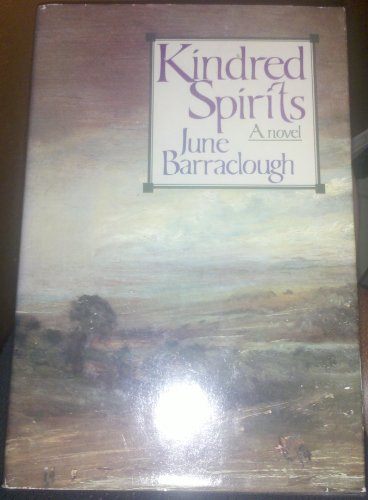 Kindred
Spirits
A novel
June
Barraclough